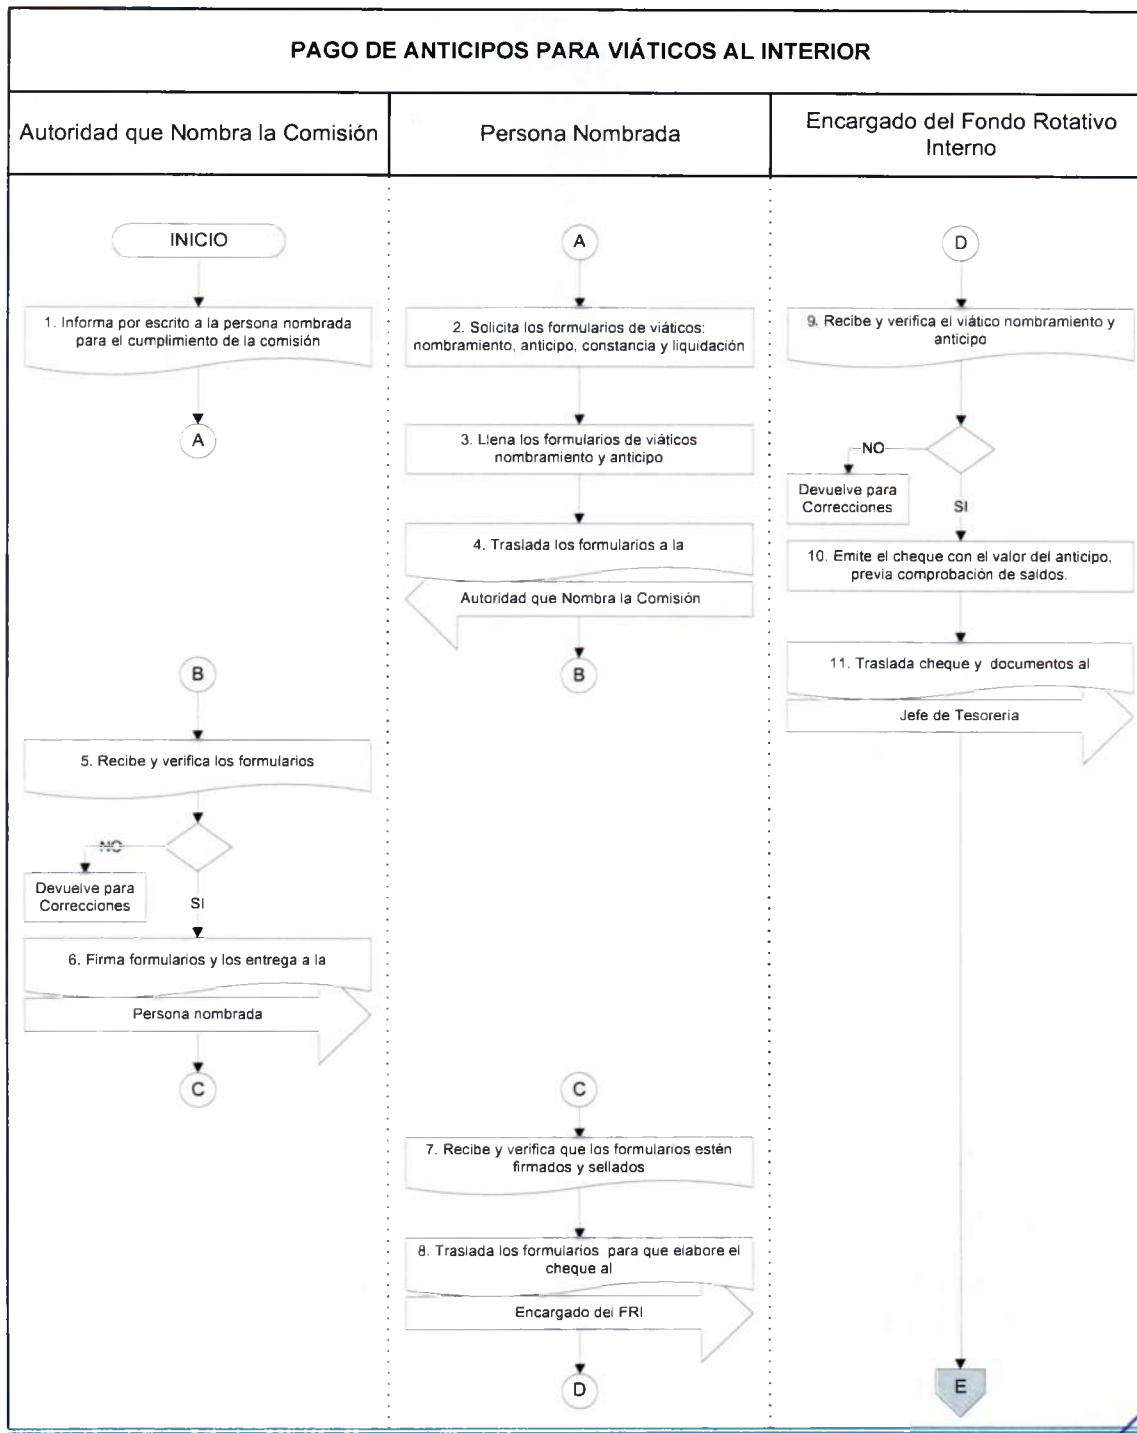 PAGO DE ANTICIPOS PARA VIÁTICOS AL INTERIOR
Autoridad que Nombra la Comisión
Persona Nombrada
Encargado del Fondo Rotativo
Interno
INICIO
1. Informa por escrito a la persona nombrada
para el cumplimiento de la comisión
A
B
5. Recibe y verifica los formularios
NO
Devuelve para
Correcciones
SI
6. Firma formularios y los entrega a la
Persona nombrada
C
A
2. Solicita los formularios de viáticos:
nombramiento, anticipo, constancia y liquidación
3. Llena los formularios de viáticos
nombramiento y anticipo
4. Traslada los formularios a la
Autoridad que Nombra la Comisión
B
C
7. Recibe y verifica que los formularios estén
firmados y sellados
8. Traslada los formularios para que elabore el
cheque al
Encargado del FRI
D
D
9. Recibe y verifica el viático nombramiento y
anticipo
NO
Devuelve para
Correcciones
SI
10. Emite el cheque con el valor del anticipo,
previa comprobación de saldos.
11. Traslada cheque y documentos al
Jefe de Tesoreria
E